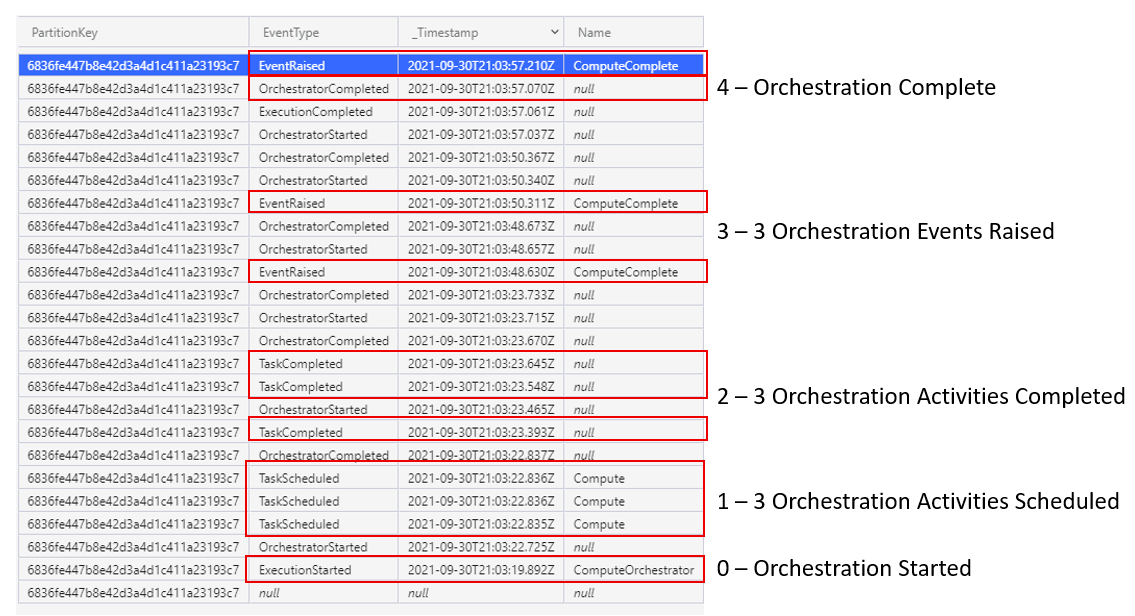 PartitionKey EventType _Timestamp Name
6836fe447b8e42d3a4d1c411a23193c7 EventRaised 2021-09-30T21:03:57.210Z ComputeComplete
6836fe447b8e42d3a4d1c411a23193c7 OrchestratorCompleted 2021-09-30T21:03:57.070Z null
4 – Orchestration Complete
6836fe447b8e42d3a4d1c411a23193c7 ExecutionCompleted 2021-09-30T21:03:57.061Z null
6836fe447b8e42d3a4d1c411a23193c7 OrchestratorStarted 2021-09-30T21:03:57.037Z null
6836fe447b8e42d3a4d1c411a23193c7 OrchestratorCompleted 2021-09-30T21:03:50.367Z null
6836fe447b8e42d3a4d1c411a23193c7 OrchestratorStarted 2021-09-30T21:03:50.340Z null
6836fe447b8e42d3a4d1c411a23193c7 EventRaised 2021-09-30T21:03:50.311Z ComputeComplete
6836fe447b8e42d3a4d1c411a23193c7 OrchestratorCompleted 2021-09-30T21:03:48.673Z null
3 – 3 Orchestration Events Raised
6836fe447b8e42d3a4d1c411a23193c7 OrchestratorStarted 2021-09-30T21:03:48.657Z null
6836fe447b8e42d3a4d1c411a23193c7 EventRaised 2021-09-30T21:03:48.630Z ComputeComplete
6836fe447b8e42d3a4d1c411a23193c7 OrchestratorCompleted 2021-09-30T21:03:23.733Z null
6836fe447b8e42d3a4d1c411a23193c7 OrchestratorStarted 2021-09-30T21:03:23.715Z null
6836fe447b8e42d3a4d1c411a23193c7 OrchestratorCompleted 2021-09-30T21:03:23.670Z null
6836fe447b8e42d3a4d1c411a23193c7 TaskCompleted 2021-09-30T21:03:23.645Z null
6836fe447b8e42d3a4d1c411a23193c7 TaskCompleted 2021-09-30T21:03:23.548Z null
2 – 3 Orchestration Activities Completed
6836fe447b8e42d3a4d1c411a23193c7 OrchestratorStarted 2021-09-30T21:03:23.465Z null
6836fe447b8e42d3a4d1c411a23193c7 TaskCompleted 2021-09-30T21:03:23.393Z null
6836fe447b8e42d3a4d1c411a23193c7 OrchestratorCompleted 2021-09-30T21:03:22.837Z null
6836fe447b8e42d3a4d1c411a23193c7 TaskScheduled 2021-09-30T21:03:22.836Z Compute
6836fe447b8e42d3a4d1c411a23193c7 TaskScheduled 2021-09-30T21:03:22.836Z Compute
1 – 3 Orchestration Activities Scheduled
6836fe447b8e42d3a4d1c411a23193c7 TaskScheduled 2021-09-30T21:03:22.835Z Compute
6836fe447b8e42d3a4d1c411a23193c7 OrchestratorStarted 2021-09-30T21:03:22.725Z null
6836fe447b8e42d3a4d1c411a23193c7 ExecutionStarted 2021-09-30T21:03:19.892Z ComputeOrchestrator
0 – Orchestration Started
6836fe447b8e42d3a4d1c411a23193c7 null null null